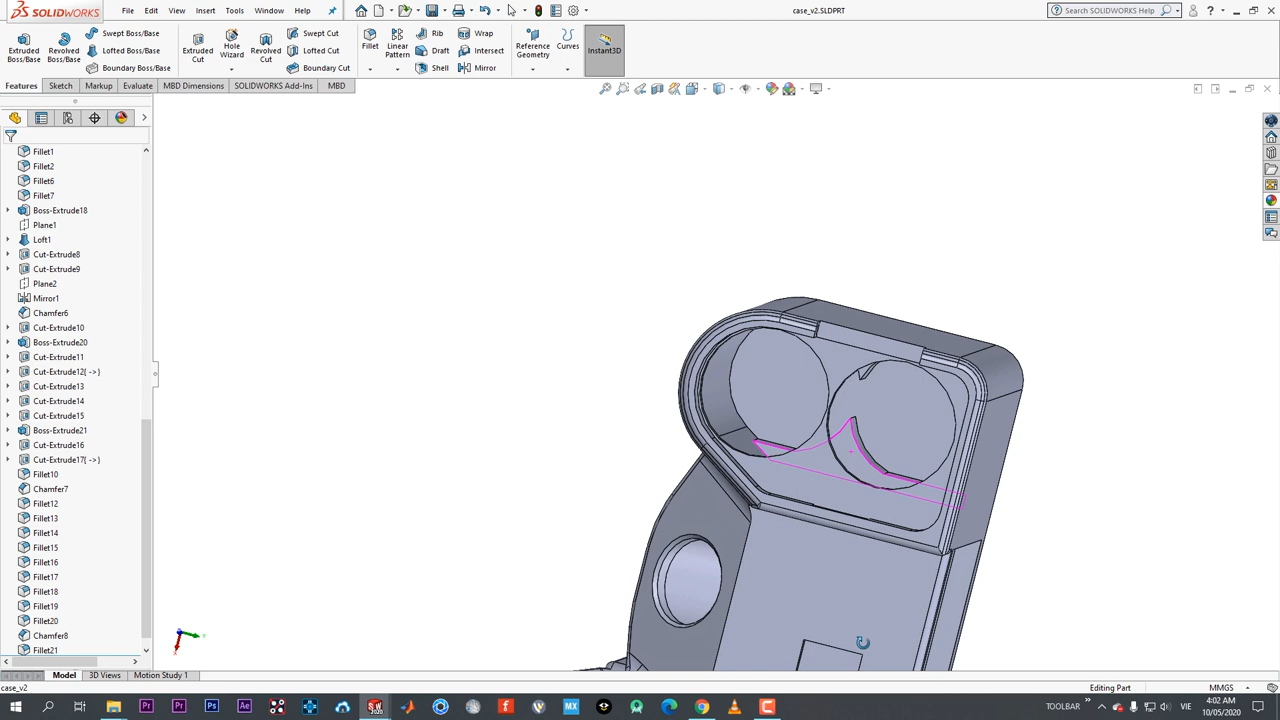 SOLIDWORKS File Edit View Insert Tools Window Help case_v2.SLDPRT Search SOLIDWORKS Help
Extruded Boss/Base Revolved Boss/Base Swept Boss/Base Lofted Boss/Base Boundary Boss/Base Extruded Cut Hole Wizard Revolved Cut Swept Cut Lofted Cut Boundary Cut Fillet Linear Pattern Rib Draft Shell Wrap Intersect Mirror Reference Geometry Curves Instant3D
Features Sketch Markup Evaluate MBD Dimensions SOLIDWORKS Add-Ins MBD
Fillet1
Fillet2
Fillet6
Fillet7
Boss-Extrude18
Plane1
Loft1
Cut-Extrude8
Cut-Extrude9
Plane2
Mirror1
Chamfer6
Cut-Extrude10
Boss-Extrude20
Cut-Extrude11
Cut-Extrude12{ -> }
Cut-Extrude13
Cut-Extrude14
Cut-Extrude15
Boss-Extrude21
Cut-Extrude16
Cut-Extrude17{ -> }
Fillet10
Chamfer7
Fillet12
Fillet13
Fillet14
Fillet15
Fillet16
Fillet17
Fillet18
Fillet19
Fillet20
Chamfer8
Fillet21
Model 3D Views Motion Study 1
case_v2 Editing Part MMGS
TOOLBAR VIE 4:02 AM
10/05/2020